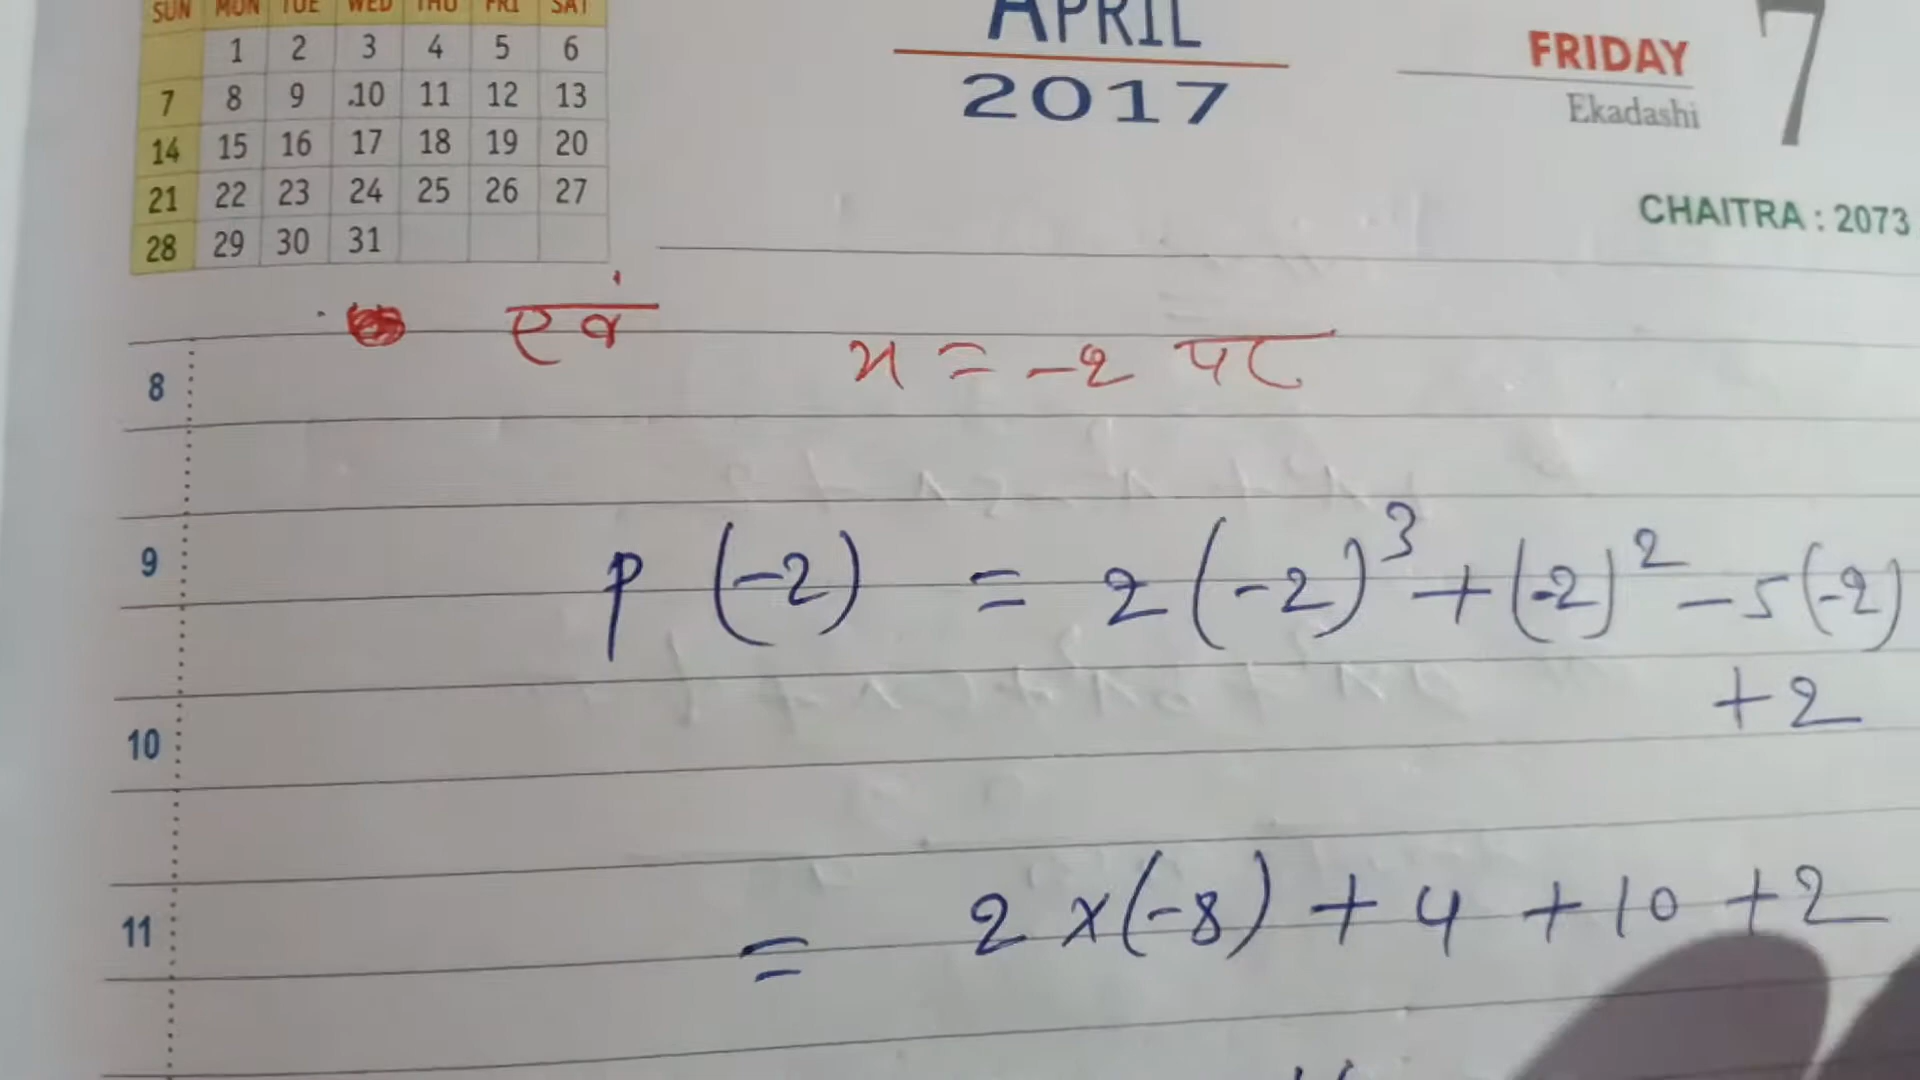 SUN MON TUE WED THU FRI SAT
1 2 3 4 5 6
7 8 9 .10 11 12 13
14 15 16 17 18 19 20
21 22 23 24 25 26 27
28 29 30 31
APRIL
2017
FRIDAY 7
Ekadashi
CHAITRA : 2073
एवं x = -2 पर
8
9 p (-2) = 2 (-2)³ + (-2)² - 5 (-2)
+2
10
11 = 2 × (-8) + 4 + 10 + 2